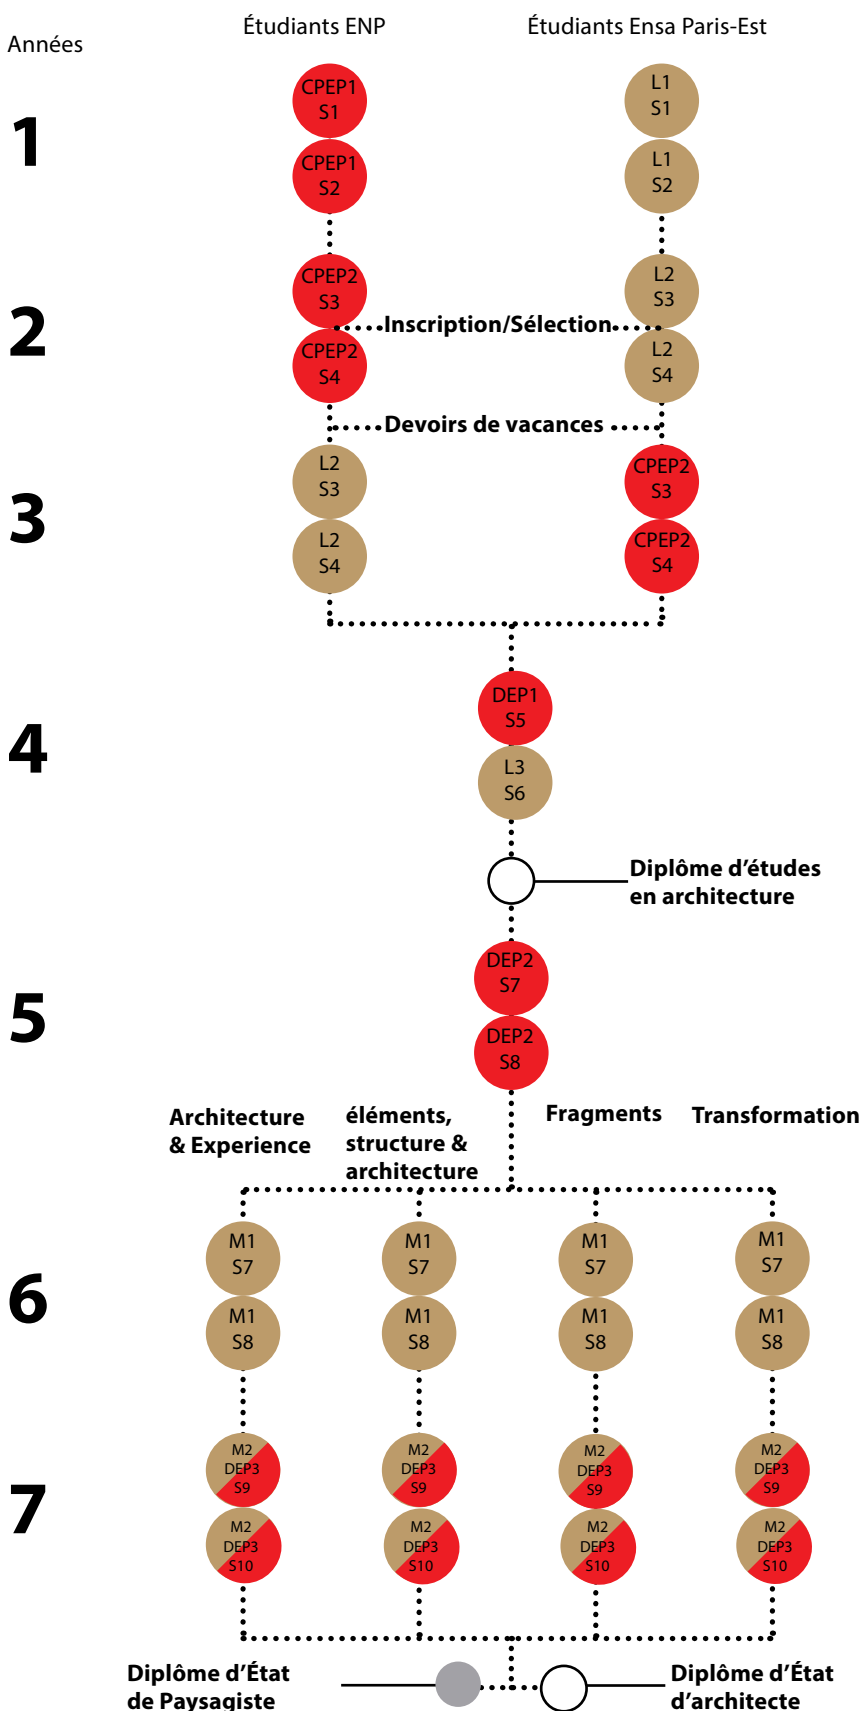 Années
Étudiants ENP
Étudiants Ensa Paris-Est
1
CPEP1
S1
L1
S1
CPEP1
S2
L1
S2
2
CPEP2
S3
L2
S3
Inscription/Sélection
CPEP2
S4
L2
S4
Devoirs de vacances
3
L2
S3
CPEP2
S3
L2
S4
CPEP2
S4
4
DEP1
S5
L3
S6
Diplôme d’études
en architecture
5
DEP2
S7
DEP2
S8
Architecture
& Experience
éléments,
structure &
architecture
Fragments
Transformation
6
M1
S7
M1
S7
M1
S7
M1
S7
M1
S8
M1
S8
M1
S8
M1
S8
7
M2
DEP3
S9
M2
DEP3
S9
M2
DEP3
S9
M2
DEP3
S9
M2
DEP3
S10
M2
DEP3
S10
M2
DEP3
S10
M2
DEP3
S10
Diplôme d’État
de Paysagiste
Diplôme d’État
d’architecte